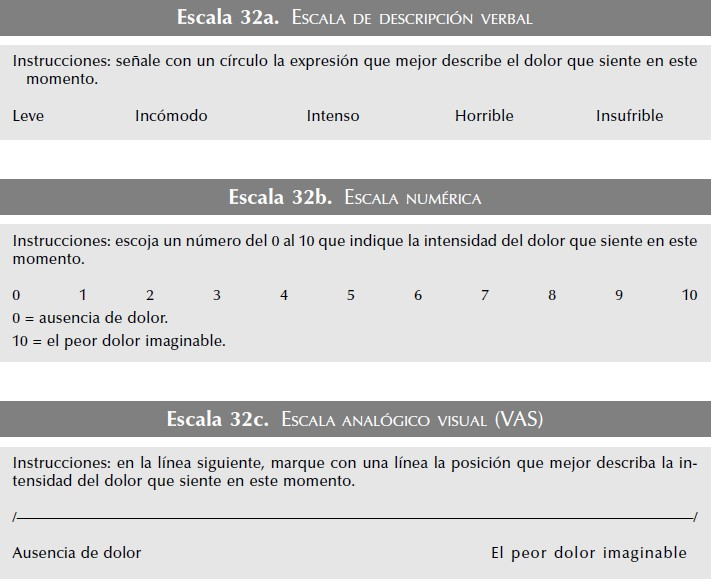 Escala 32a. Escala de descripción verbal
Instrucciones: señale con un círculo la expresión que mejor describe el dolor que siente en este
momento.
Leve Incómodo Intenso Horrible Insufrible
Escala 32b. Escala numérica
Instrucciones: escoja un número del 0 al 10 que indique la intensidad del dolor que siente en este
momento.
0 1 2 3 4 5 6 7 8 9 10
0 = ausencia de dolor.
10 = el peor dolor imaginable.
Escala 32c. Escala analógico visual (VAS)
Instrucciones: en la línea siguiente, marque con una línea la posición que mejor describa la in-
tensidad del dolor que siente en este momento.
/ /
Ausencia de dolor El peor dolor imaginable